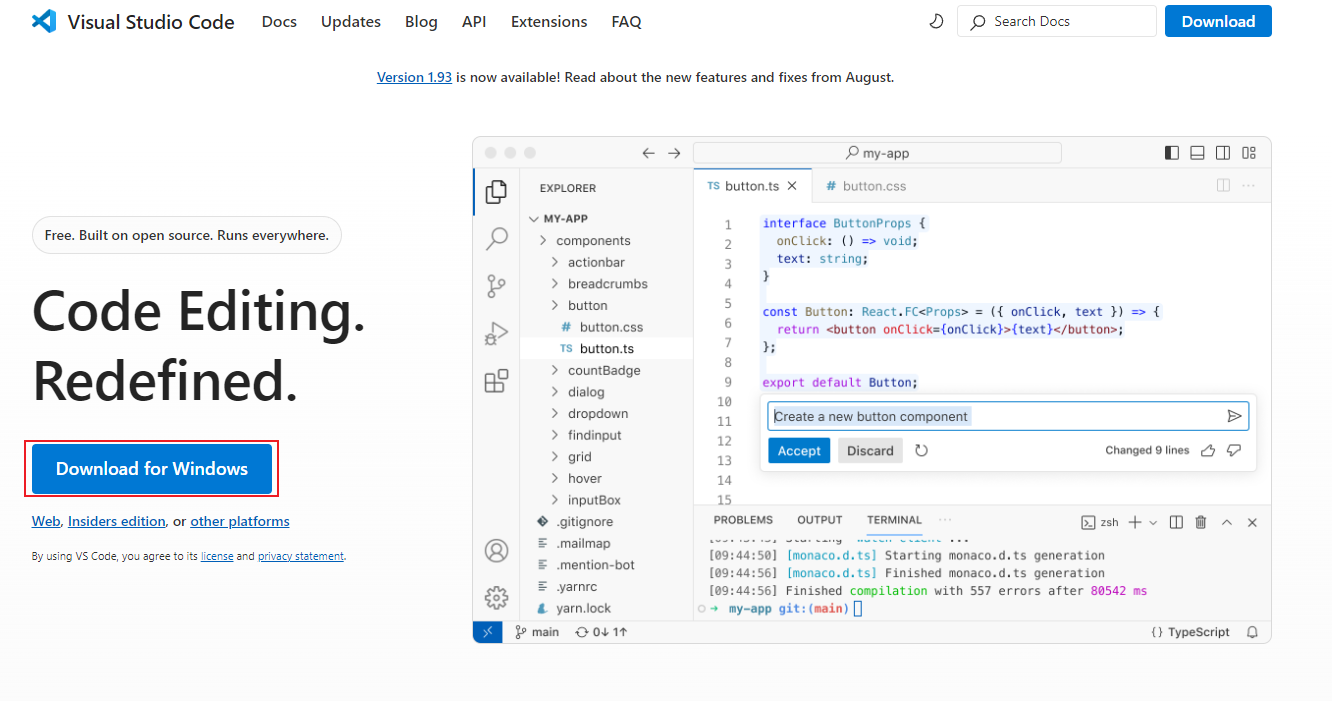 Visual Studio Code Docs Updates Blog API Extensions FAQ Search Docs Download
Version 1.93 is now available! Read about the new features and fixes from August.
Free. Built on open source. Runs everywhere.
Code Editing.
Redefined.
Download for Windows
Web, Insiders edition, or other platforms
By using VS Code, you agree to its license and privacy statement.
my-app
EXPLORER
MY-APP
components
actionbar
breadcrumbs
button
# button.css
TS button.ts
countBadge
dialog
dropdown
findinput
grid
hover
inputBox
.gitignore
.mailmap
.mention-bot
.yarnrc
yarn.lock
TS button.ts # button.css
1 interface ButtonProps {
2 onClick: () => void;
3 text: string;
4 }
5
6 const Button: React.FC<Props> = ({ onClick, text }) => {
7 return <button onClick={onClick}>{text}</button>;
8 };
9
10 export default Button;
11
12
13
14
15
Create a new button component
Accept Discard Changed 9 lines
PROBLEMS OUTPUT TERMINAL ··· zsh
[09:44:50] [monaco.d.ts] Starting monaco.d.ts generation
[09:44:56] [monaco.d.ts] Finished monaco.d.ts generation
[09:44:56] Finished compilation with 557 errors after 80542 ms
my-app git:(main)
main 0↓ 1↑ {} TypeScript